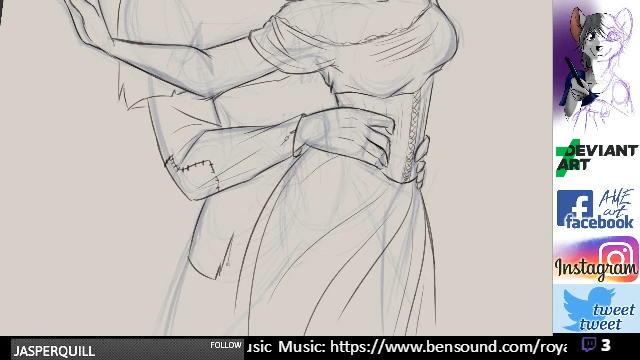 DEVIANT
ART
AHE
art
facebook
Instagram
tweet
tweet
JASPERQUILL
FOLLOW
usic Music: https://www.bensound.com/roya
3